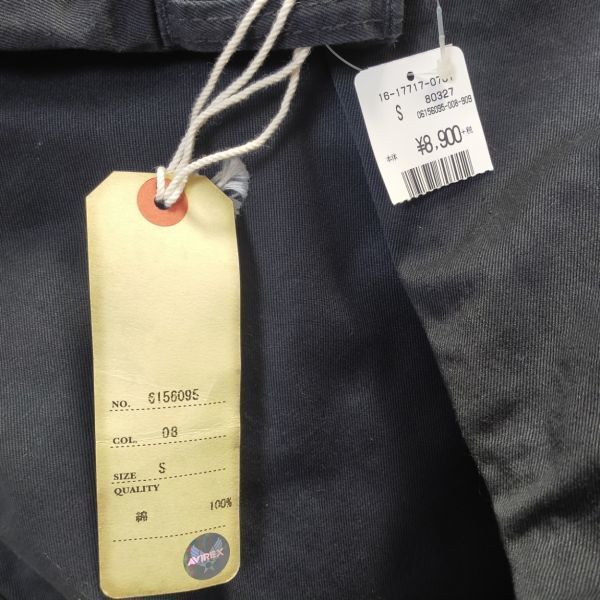 16-17717-0701
80327
S 06156095-008-909
本体 ¥8,900+税
NO. 6156095
COL. 08
SIZE S
QUALITY
綿 100%
AVIREX